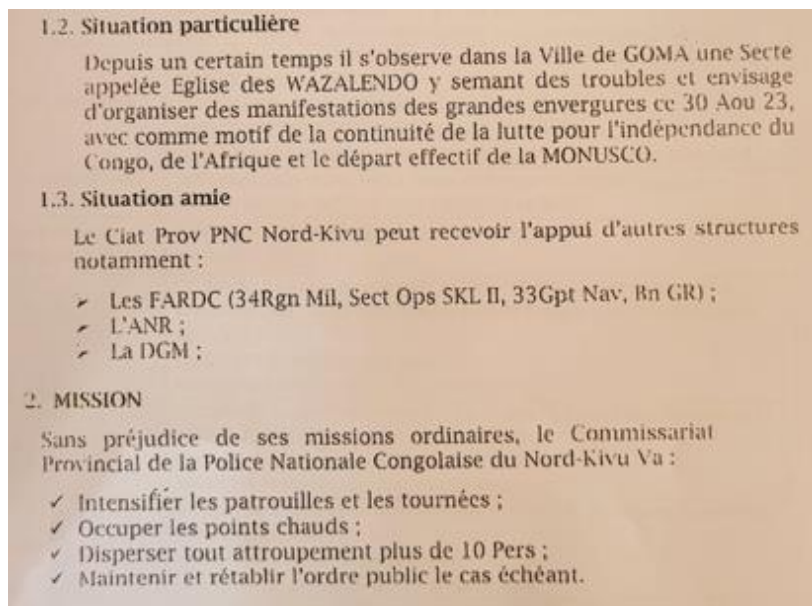 1.2. Situation particulière
Depuis un certain temps il s'observe dans la Ville de GOMA une Secte
appelée Eglise des WAZALENDO y semant des troubles et envisage
d'organiser des manifestations des grandes envergures ce 30 Aou 23,
avec comme motif de la continuité de la lutte pour l'indépendance du
Congo, de l'Afrique et le départ effectif de la MONUSCO.
1.3. Situation amie
Le Ciat Prov PNC Nord-Kivu peut recevoir l'appui d'autres structures
notamment :
➢ Les FARDC (34Rgn Mil, Sect Ops SKL II, 33Gpt Nav, Bn GR) ;
➢ L'ANR ;
➢ La DGM ;
2. MISSION
Sans préjudice de ses missions ordinaires, le Commissariat
Provincial de la Police Nationale Congolaise du Nord-Kivu Va :
✓ Intensifier les patrouilles et les tournées ;
✓ Occuper les points chauds ;
✓ Disperser tout attroupement plus de 10 Pers ;
✓ Maintenir et rétablir l'ordre public le cas échéant.